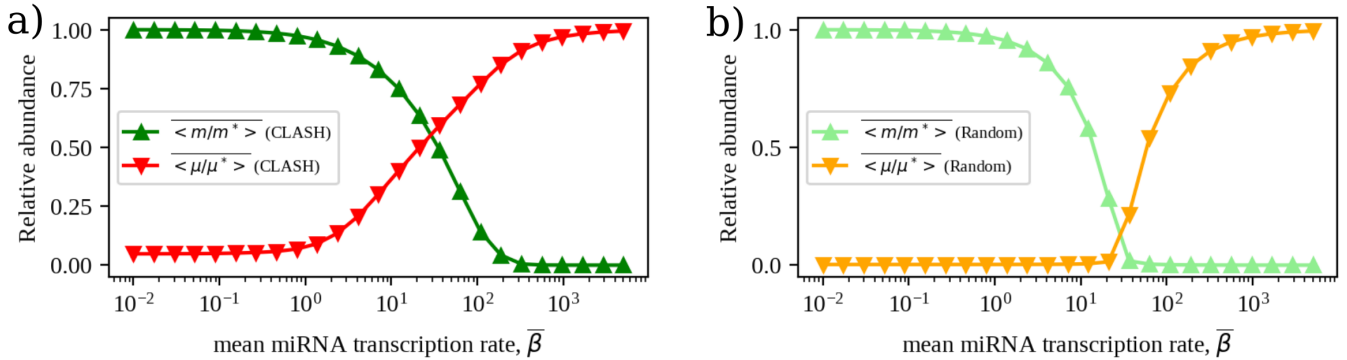 a)
Relative abundance
1.00
0.75
0.50
0.25
0.00
< m/m* > (CLASH)
< μ/μ* > (CLASH)
10⁻²
10⁻¹
10⁰
10¹
10²
10³
mean miRNA transcription rate, β̅
b)
Relative abundance
1.0
0.5
0.0
< m/m* > (Random)
< μ/μ* > (Random)
10⁻²
10⁻¹
10⁰
10¹
10²
10³
mean miRNA transcription rate, β̅